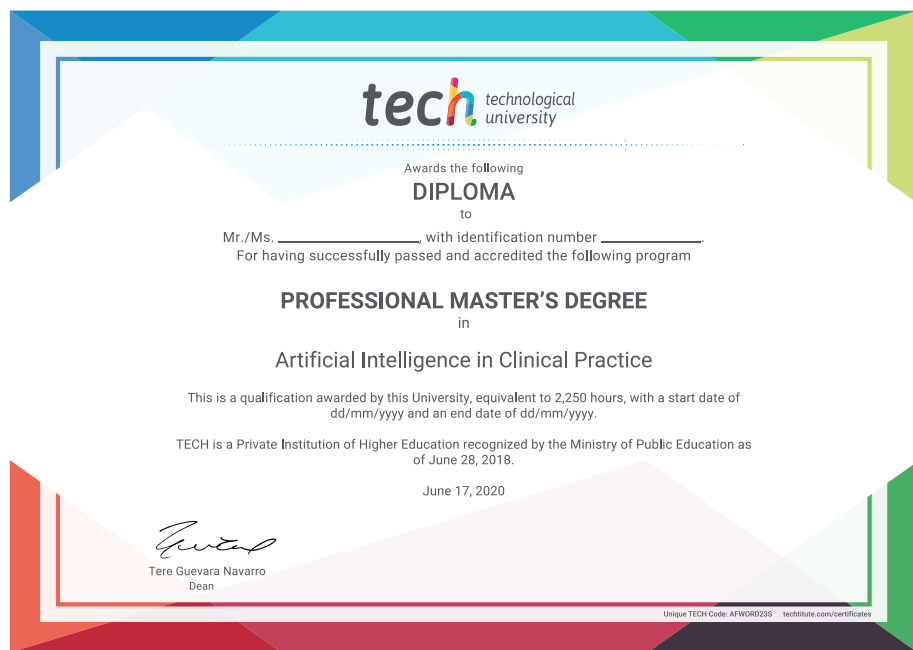 tech technological
university
Awards the following
DIPLOMA
to
Mr./Ms. ____________________, with identification number ______________.
For having successfully passed and accredited the following program
PROFESSIONAL MASTER'S DEGREE
in
Artificial Intelligence in Clinical Practice
This is a qualification awarded by this University, equivalent to 2,250 hours, with a start date of
dd/mm/yyyy and an end date of dd/mm/yyyy.
TECH is a Private Institution of Higher Education recognized by the Ministry of Public Education as
of June 28, 2018.
June 17, 2020
Tere Guevara Navarro
Dean
Unique TECH Code: AFWORD23S techtitute.com/certificates